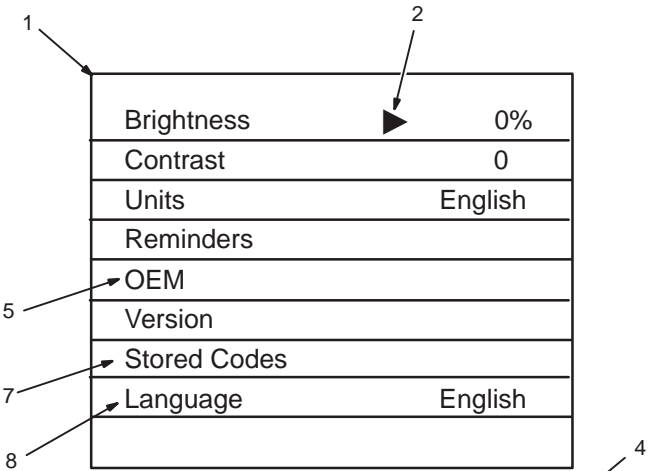 1
2
Brightness 0%
Contrast 0
Units English
Reminders
5 OEM
Version
7 Stored Codes
8 Language English
4